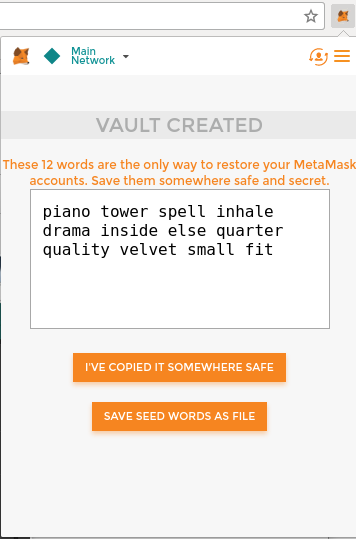 Main
Network
VAULT CREATED
These 12 words are the only way to restore your MetaMask
accounts. Save them somewhere safe and secret.
piano tower spell inhale
drama inside else quarter
quality velvet small fit
I'VE COPIED IT SOMEWHERE SAFE
SAVE SEED WORDS AS FILE